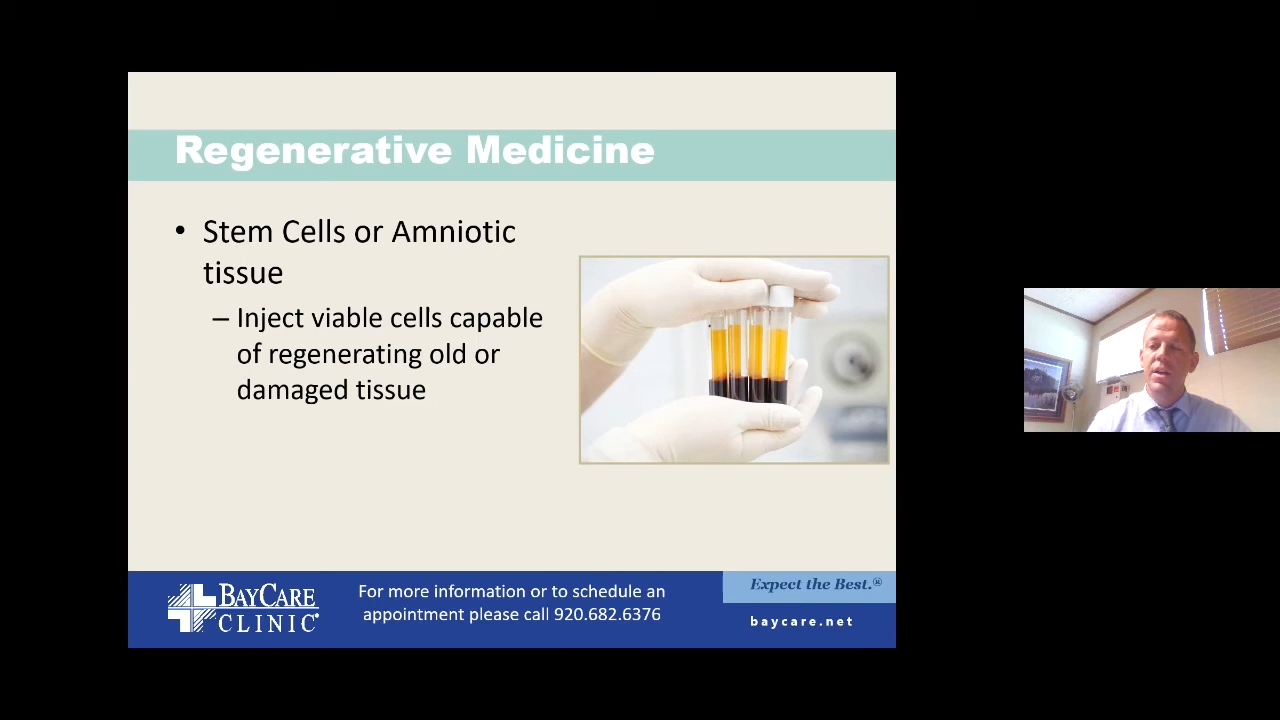 Regenerative Medicine
• Stem Cells or Amniotic
tissue
– Inject viable cells capable
of regenerating old or
damaged tissue
BAYCARE
CLINIC®
For more information or to schedule an
appointment please call 920.682.6376
Expect the Best.®
baycare.net